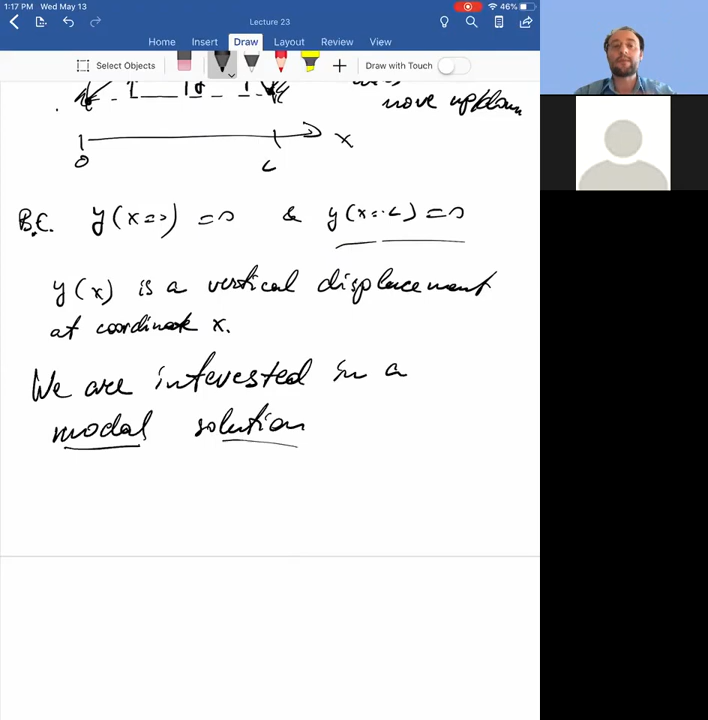 1:17 PM Wed May 13
46%
Lecture 23
Home Insert Draw Layout Review View
Select Objects
Draw with Touch
move up/down
x
0
L
B.C. y(x=0)=0 & y(x=L)=0
y(x) is a vertical displacement
at coordinate x.
We are interested in a
modal solution